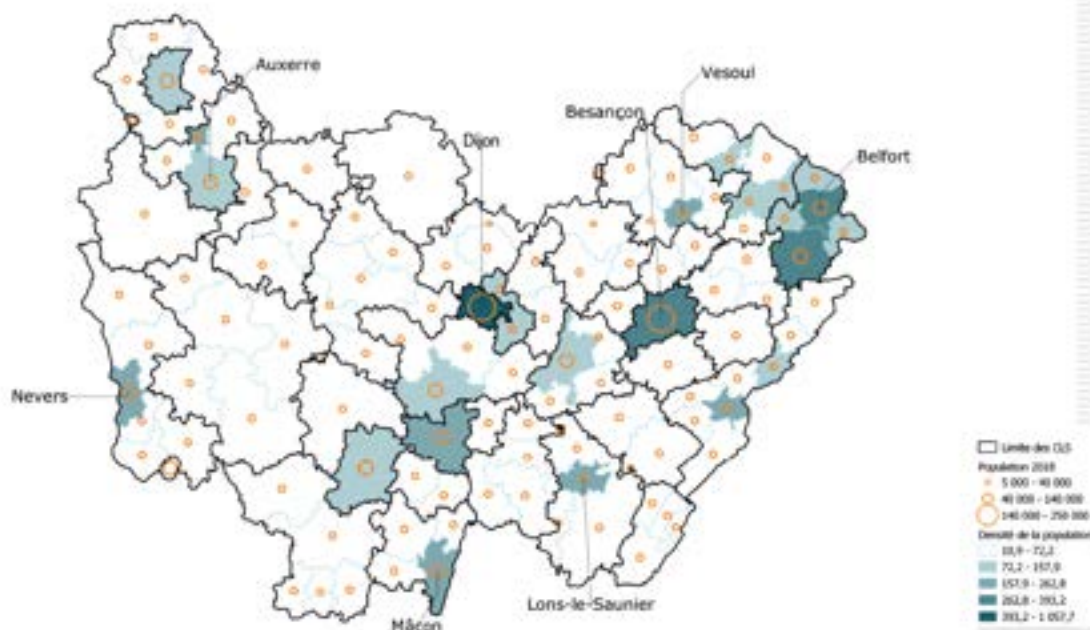 Auxerre
Vesoul
Besançon
Dijon
Belfort
Nevers
Lons-le-Saunier
Mâcon
Limite des CLS
Population 2018
5 000 - 40 000
40 000 - 140 000
140 000 - 250 000
Densité de la population
10,9 - 72,2
72,2 - 157,9
157,9 - 262,8
262,8 - 393,2
393,2 - 1 057,7